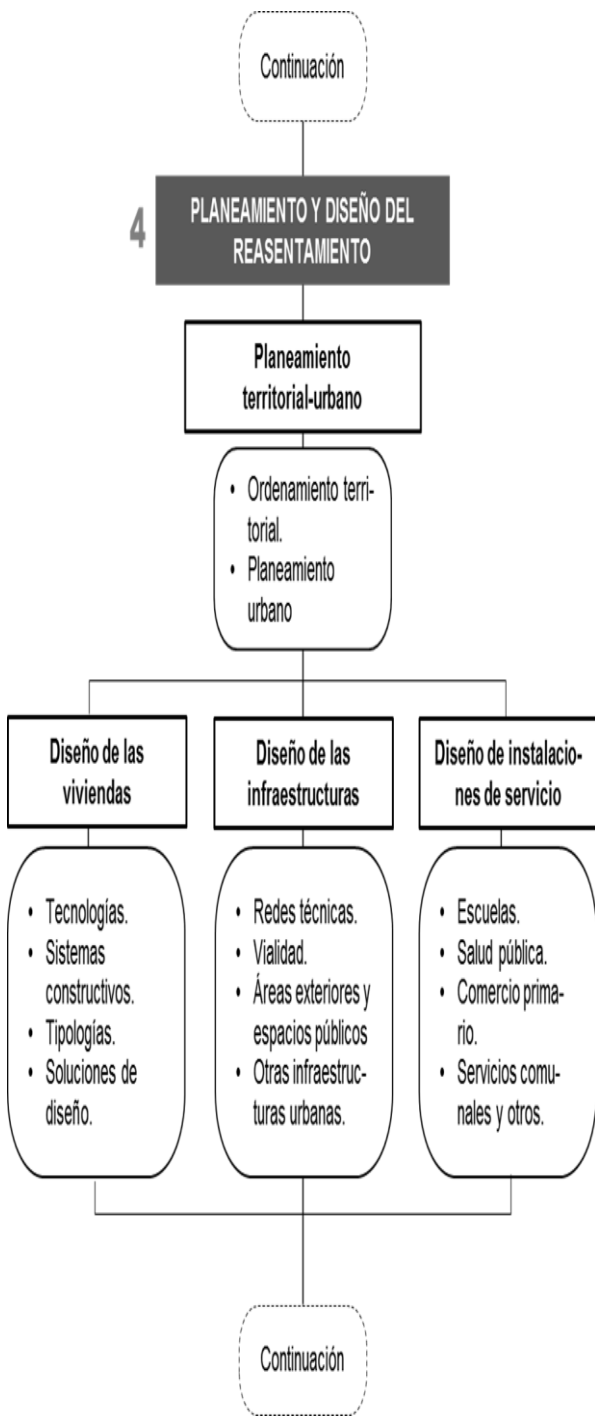 Continuación
4
PLANEAMIENTO Y DISEÑO DEL
REASENTAMIENTO
Planeamiento
territorial-urbano
• Ordenamiento terri-
torial.
• Planeamiento
urbano
Diseño de las
viviendas
• Tecnologías.
• Sistemas
constructivos.
• Tipologías.
• Soluciones de
diseño.
Diseño de las
infraestructuras
• Redes técnicas.
• Vialidad.
• Áreas exteriores y
espacios públicos
• Otras infraestruc-
turas urbanas.
Diseño de instalacio-
nes de servicio
• Escuelas.
• Salud pública.
• Comercio prima-
rio.
• Servicios comu-
nales y otros.
Continuación